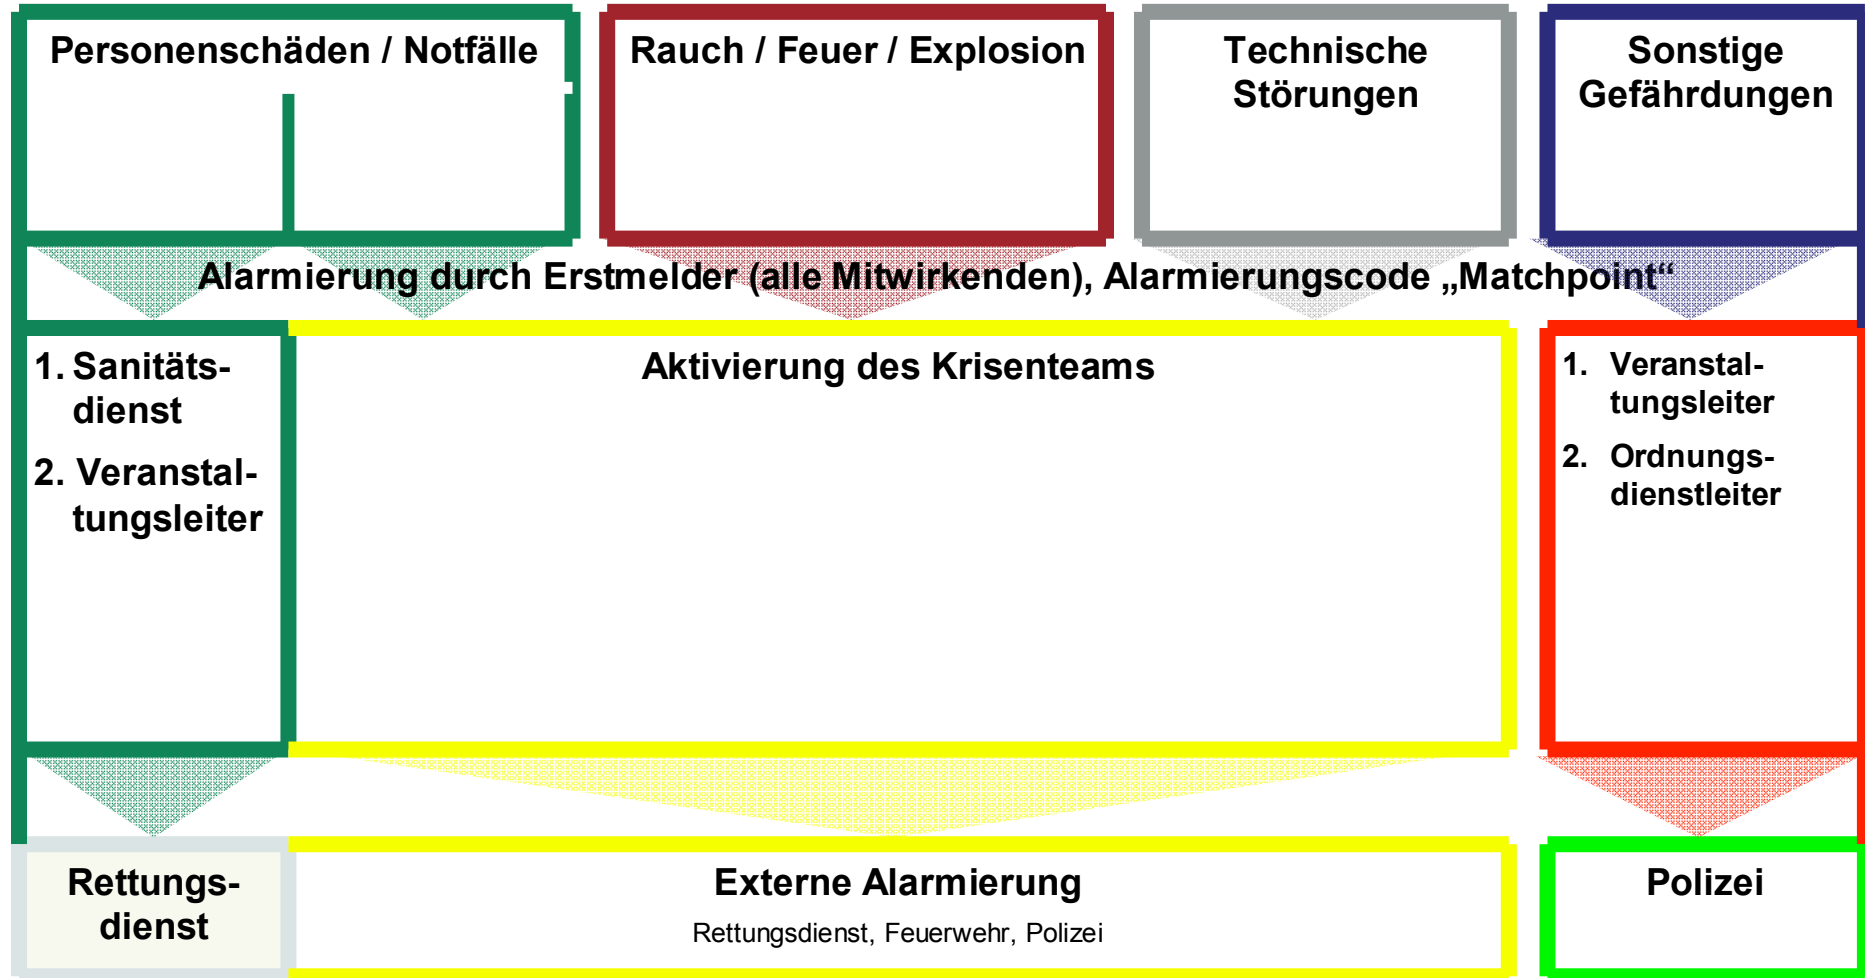 Personenschäden / Notfälle
Rauch / Feuer / Explosion
Technische
Störungen
Sonstige
Gefährdungen
Alarmierung durch Erstmelder (alle Mitwirkenden), Alarmierungscode „Matchpoint“
1. Sanitäts-
dienst
2. Veranstal-
tungsleiter
Aktivierung des Krisenteams
1. Veranstal-
tungsleiter
2. Ordnungs-
dienstleiter
Rettungs-
dienst
Externe Alarmierung
Rettungsdienst, Feuerwehr, Polizei
Polizei